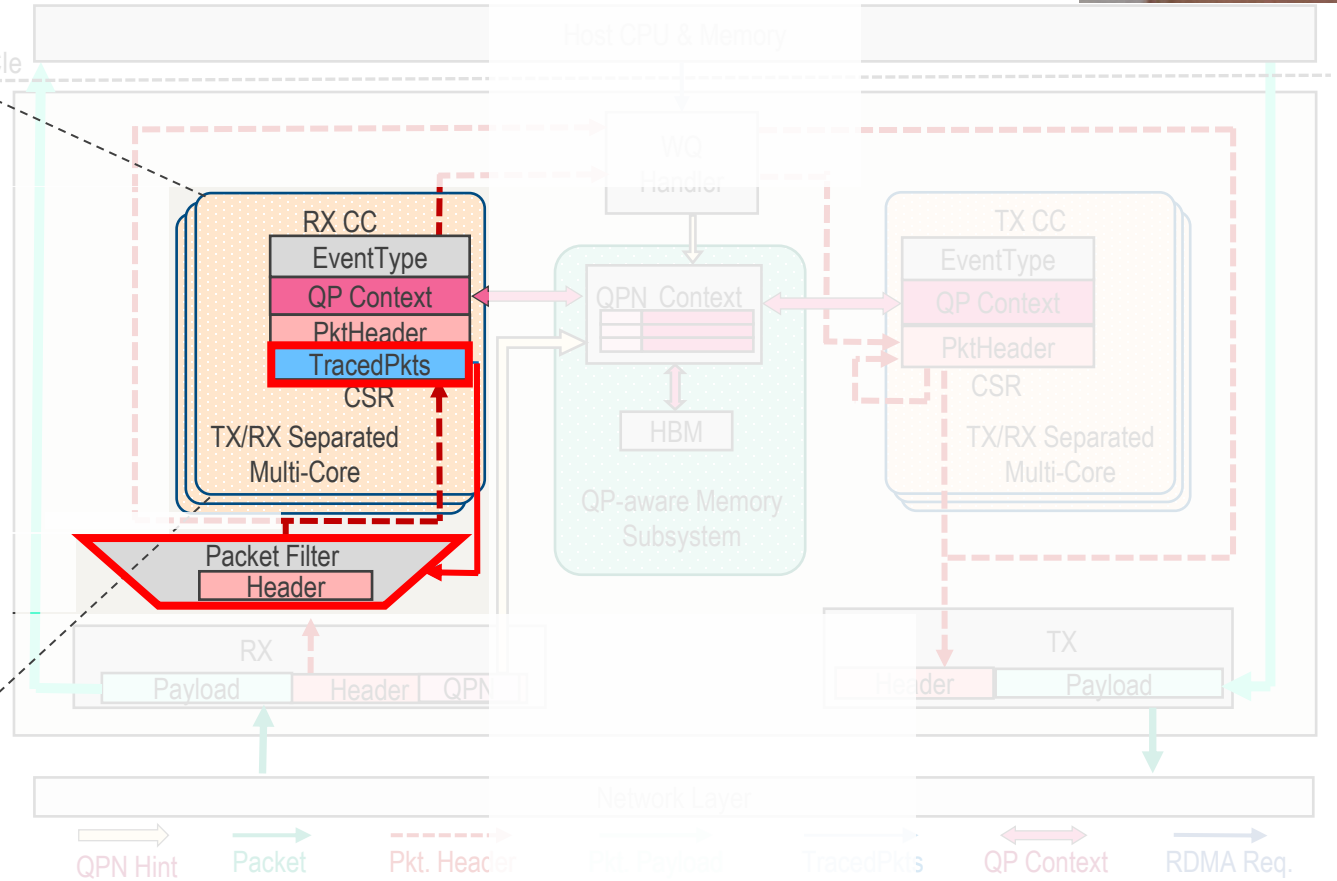 Host CPU & Memory
WQ
Handler
RX CC
EventType
QP Context
PktHeader
TracedPkts
CSR
TX/RX Separated
Multi-Core
QPN Context
HBM
QP-aware Memory
Subsystem
TX CC
EventType
QP Context
PktHeader
CSR
TX/RX Separated
Multi-Core
Packet Filter
Header
RX
Payload Header QPN
TX
Header Payload
Network Layer
QPN Hint Packet Pkt. Header Pkt. Payload TracedPkts QP Context RDMA Req.